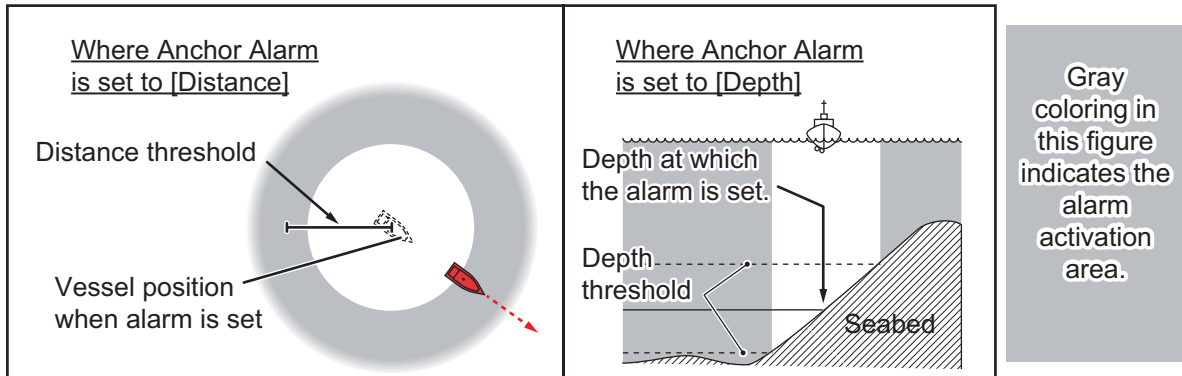 Where Anchor Alarm
is set to [Distance]
Distance threshold
Vessel position
when alarm is set
Where Anchor Alarm
is set to [Depth]
Depth at which
the alarm is set.
Depth
threshold
Seabed
Gray
coloring in
this figure
indicates the
alarm
activation
area.